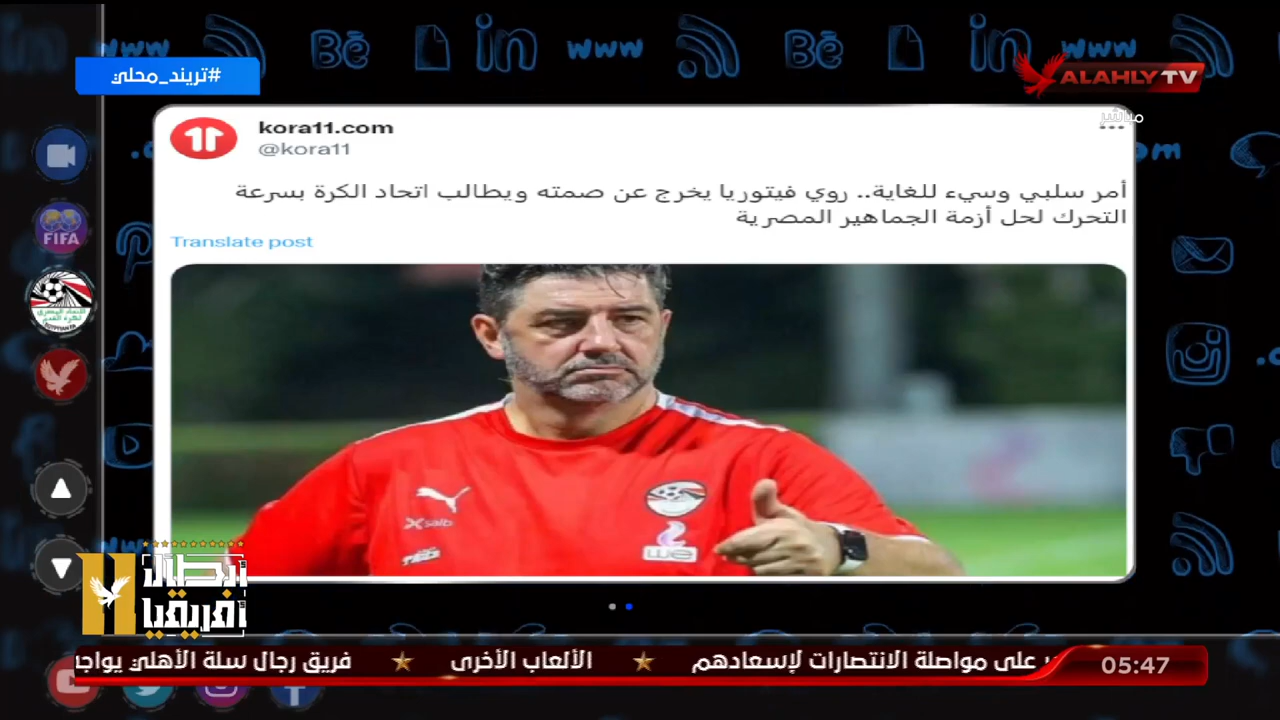 #تريند_محلي
ALAHLY TV
مباشر
kora11.com
@kora11
أمر سلبي وسيء للغاية.. روي فيتوريا يخرج عن صمته ويطالب اتحاد الكرة بسرعة
التحرك لحل أزمة الجماهير المصرية
Translate post
FIFA
we
أبطال
أفريقيا
على مواصلة الانتصارات لإسعادهم ★ الألعاب الأخرى ★ فريق رجال سلة الأهلي يواجه
05:47